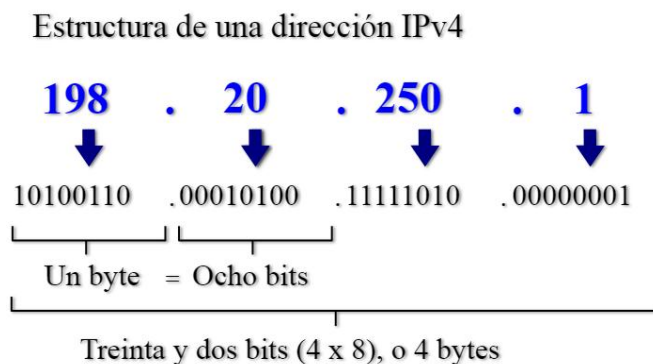 Estructura de una dirección IPv4
198 . 20 . 250 . 1
10100110 .00010100 .11111010 .00000001
Un byte = Ocho bits
Treinta y dos bits (4 x 8), o 4 bytes